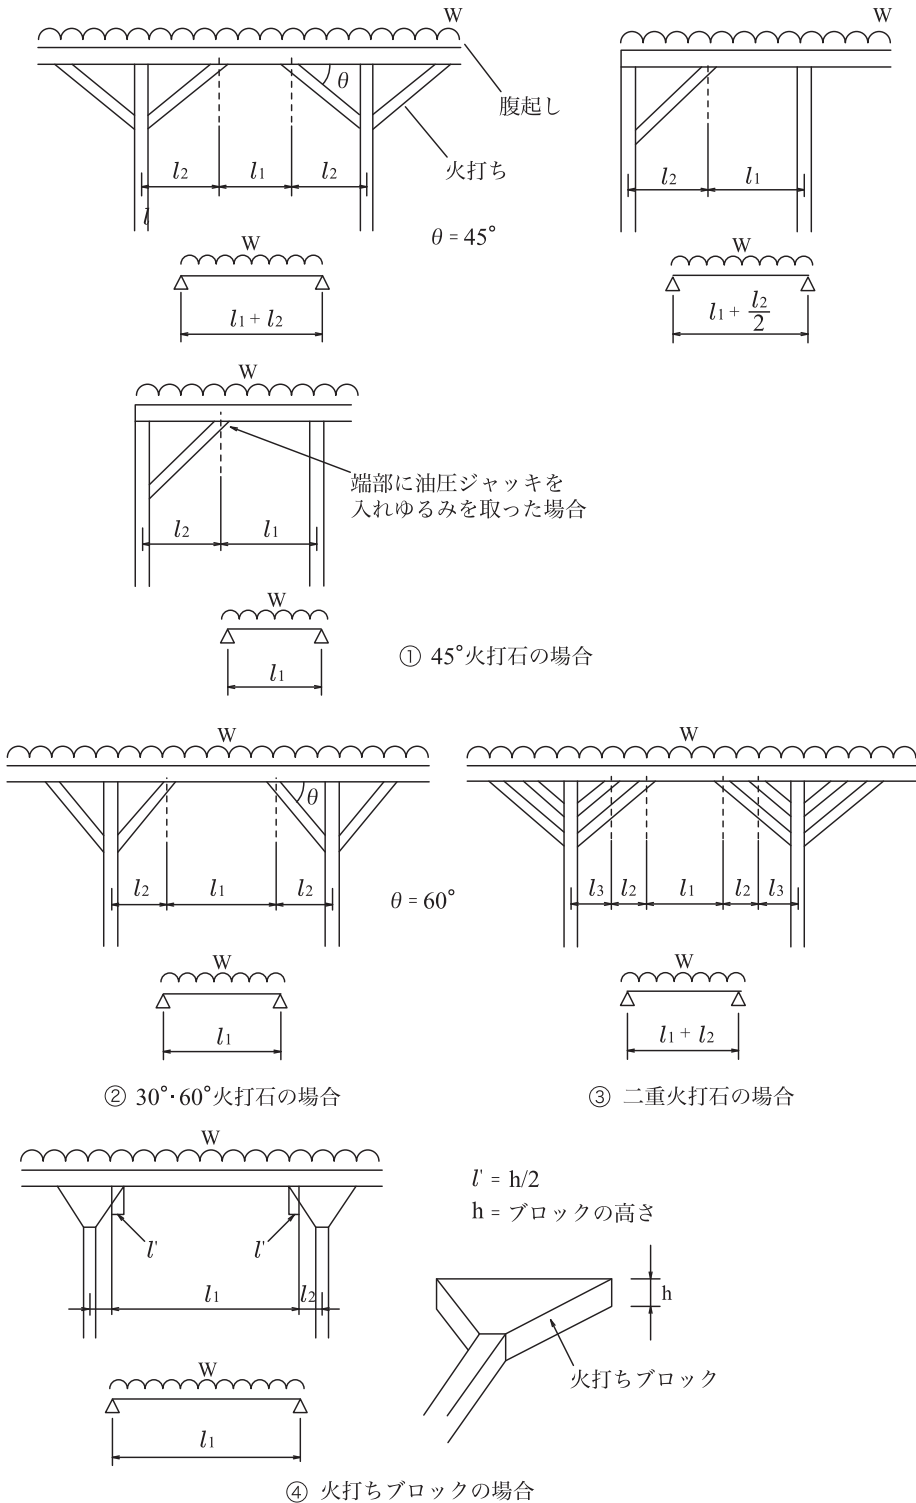 W
腹起し
θ
火打ち
l2 l1 l2
l
θ = 45°
W
l1 + l2
W
l2 l1
W
l1 + l2/2
W
端部に油圧ジャッキを
入れゆるみを取った場合
l2 l1
W
l1
① 45°火打石の場合
W
θ
l2 l1 l2
θ = 60°
W
l1
② 30°·60°火打石の場合
W
l3 l2 l1 l2 l3
W
l1 + l2
③ 二重火打石の場合
W
l' l'
l1 l2
W
l1
l' = h/2
h = ブロックの高さ
h
火打ちブロック
④ 火打ちブロックの場合